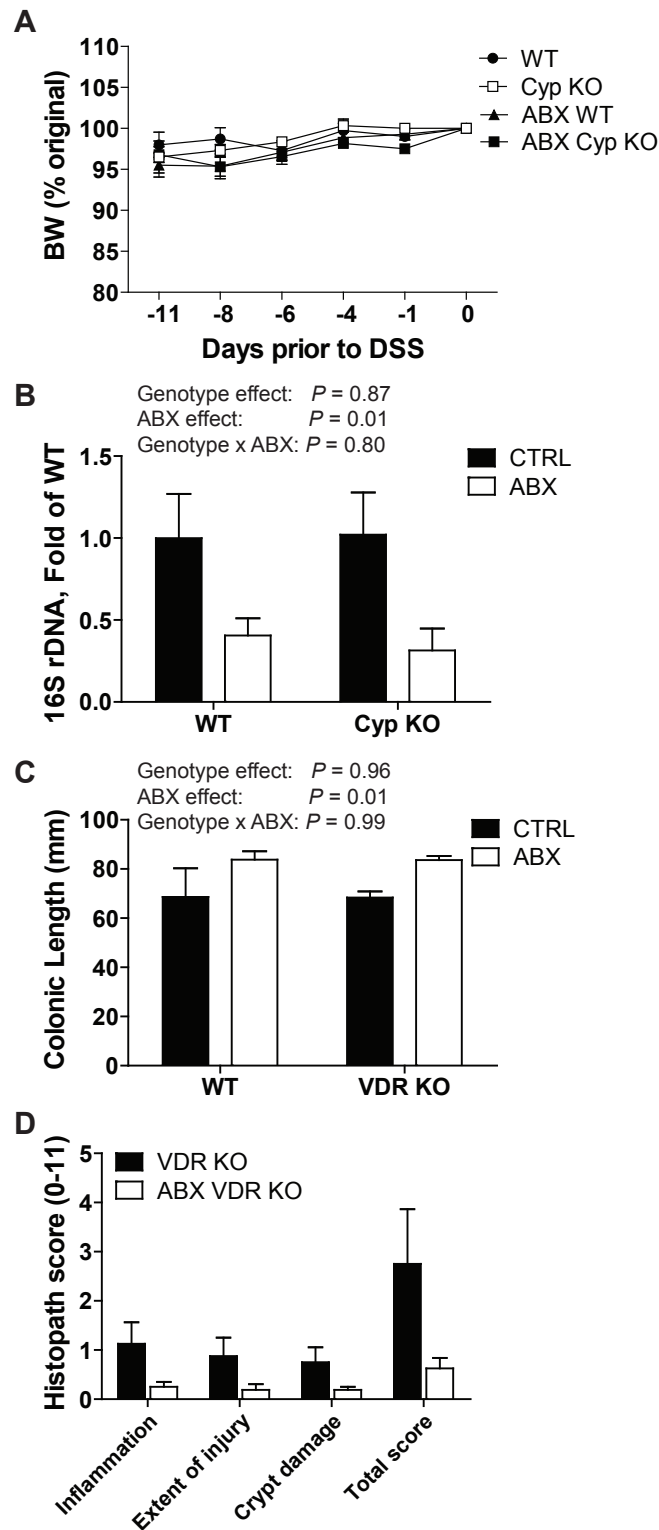 A
BW (% original)
110
105
100
95
90
85
80
-11 -8 -6 -4 -1 0
Days prior to DSS
WT
Cyp KO
ABX WT
ABX Cyp KO
B
Genotype effect: P = 0.87
ABX effect: P = 0.01
Genotype x ABX: P = 0.80
16S rDNA, Fold of WT
1.5
1.0
0.5
0.0
WT Cyp KO
CTRL
ABX
C
Genotype effect: P = 0.96
ABX effect: P = 0.01
Genotype x ABX: P = 0.99
Colonic Length (mm)
100
80
60
40
20
0
WT VDR KO
CTRL
ABX
D
Histopath score (0-11)
5
4
3
2
1
0
VDR KO
ABX VDR KO
Inflammation
Extent of injury
Crypt damage
Total score